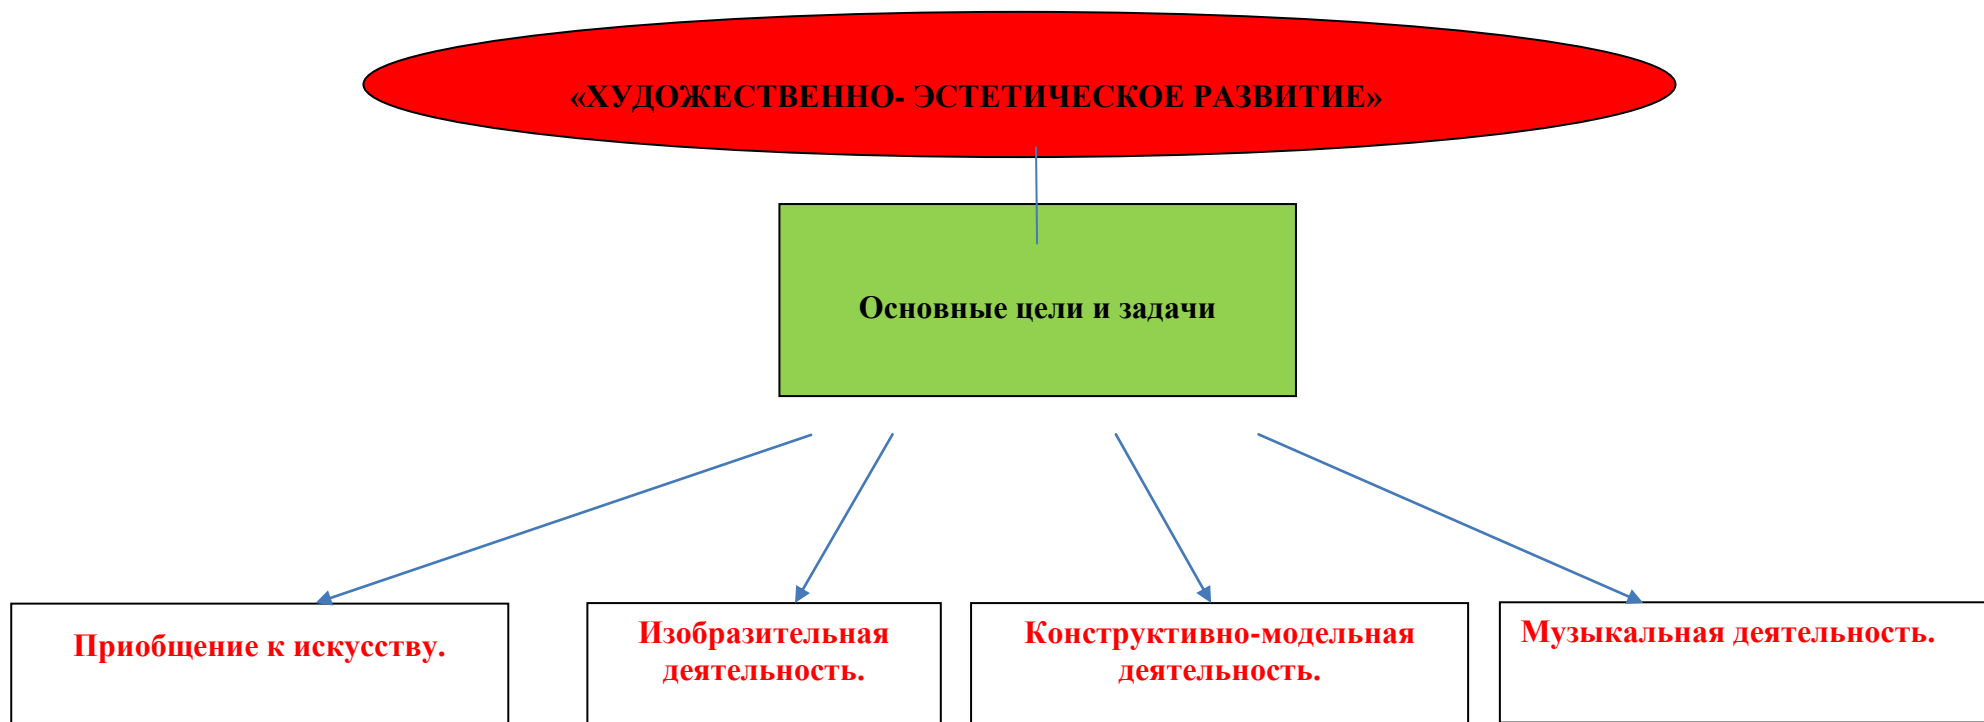 «ХУДОЖЕСТВЕННО- ЭСТЕТИЧЕСКОЕ РАЗВИТИЕ»
Основные цели и задачи
Приобщение к искусству.
Изобразительная
деятельность.
Конструктивно-модельная
деятельность.
Музыкальная деятельность.